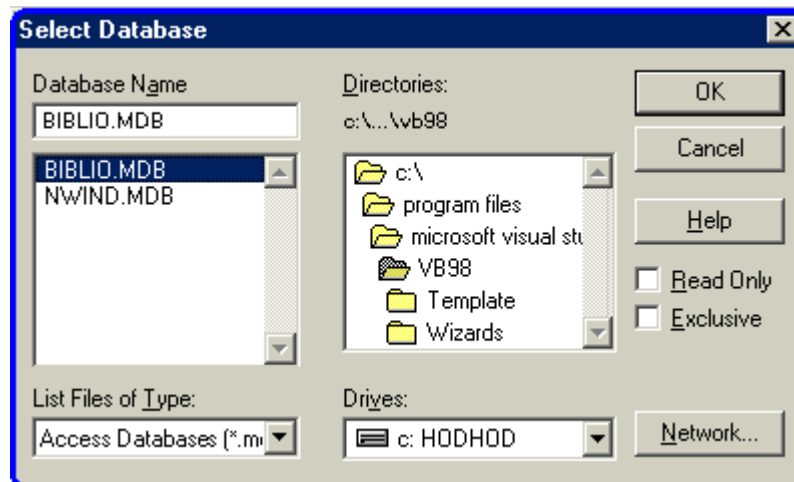 Select Database
Database Name
BIBLIO.MDB
BIBLIO.MDB
NWIND.MDB
List Files of Type:
Access Databases (*.m
Directories:
c:\...\vb98
c:\
program files
microsoft visual stu
VB98
Template
Wizards
Drives:
c: HODHOD
OK
Cancel
Help
Read Only
Exclusive
Network...